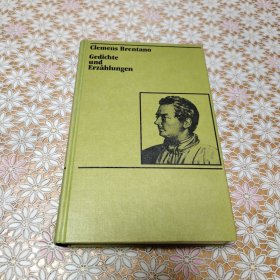 Clemens Brentano
Gedichte
und
Erzählungen